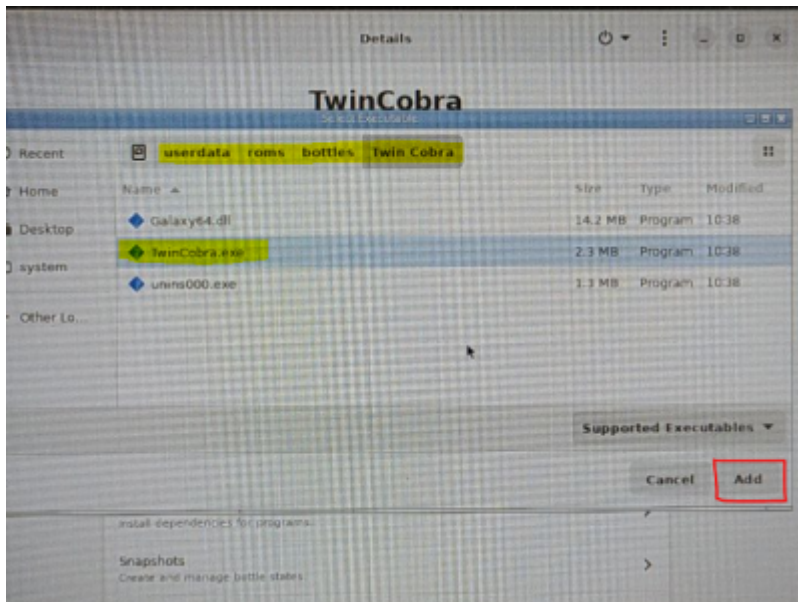 Details
TwinCobra
Select Executable
Recent
userdata roms bottles Twin Cobra
Home
Name Size Type Modified
Desktop
Galaxy64.dll 14.2 MB Program 10:38
TwinCobra.exe 2.3 MB Program 10:38
system
unins000.exe 1.3 MB Program 10:38
Other Lo...
Supported Executables
Cancel Add
Install dependencies for programs.
Snapshots
Create and manage bottle states